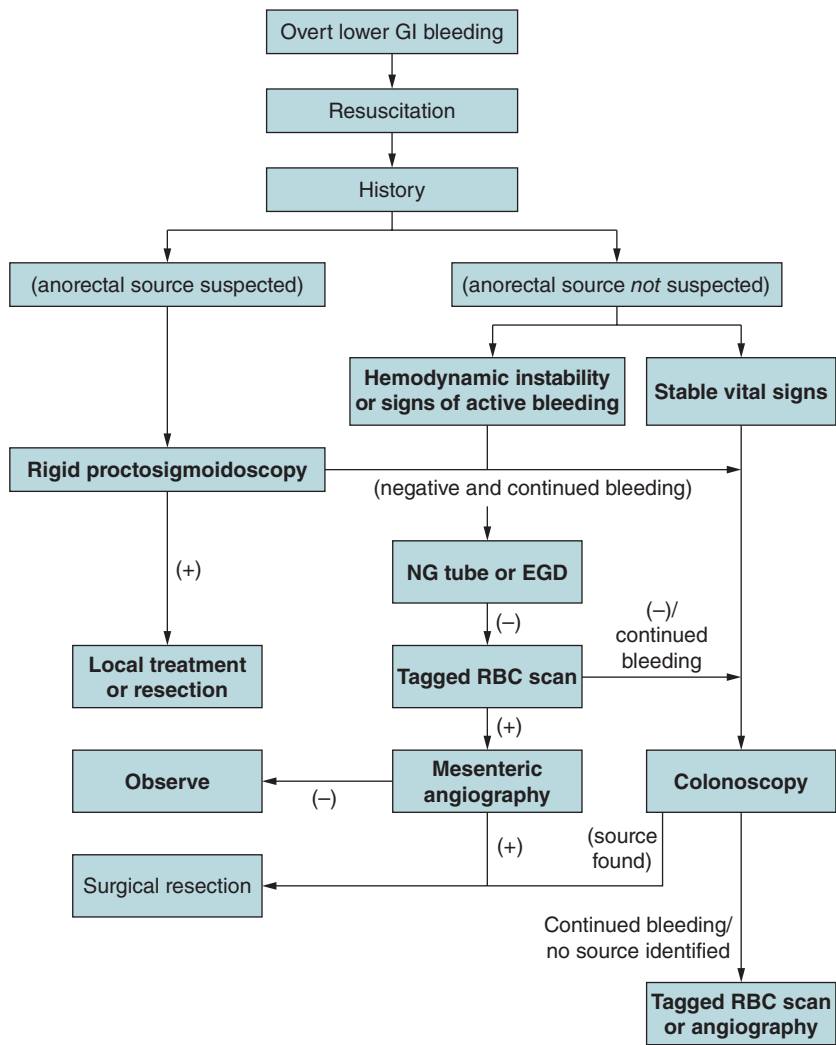 Overt lower GI bleeding
Resuscitation
History
(anorectal source suspected)
(anorectal source not suspected)
Hemodynamic instability
or signs of active bleeding
Stable vital signs
Rigid proctosigmoidoscopy
(negative and continued bleeding)
(+)
NG tube or EGD
(–)
(–)/
continued
bleeding
Local treatment
or resection
Tagged RBC scan
(+)
Observe
(–)
Mesenteric
angiography
Colonoscopy
(+)
(source
found)
Surgical resection
Continued bleeding/
no source identified
Tagged RBC scan
or angiography